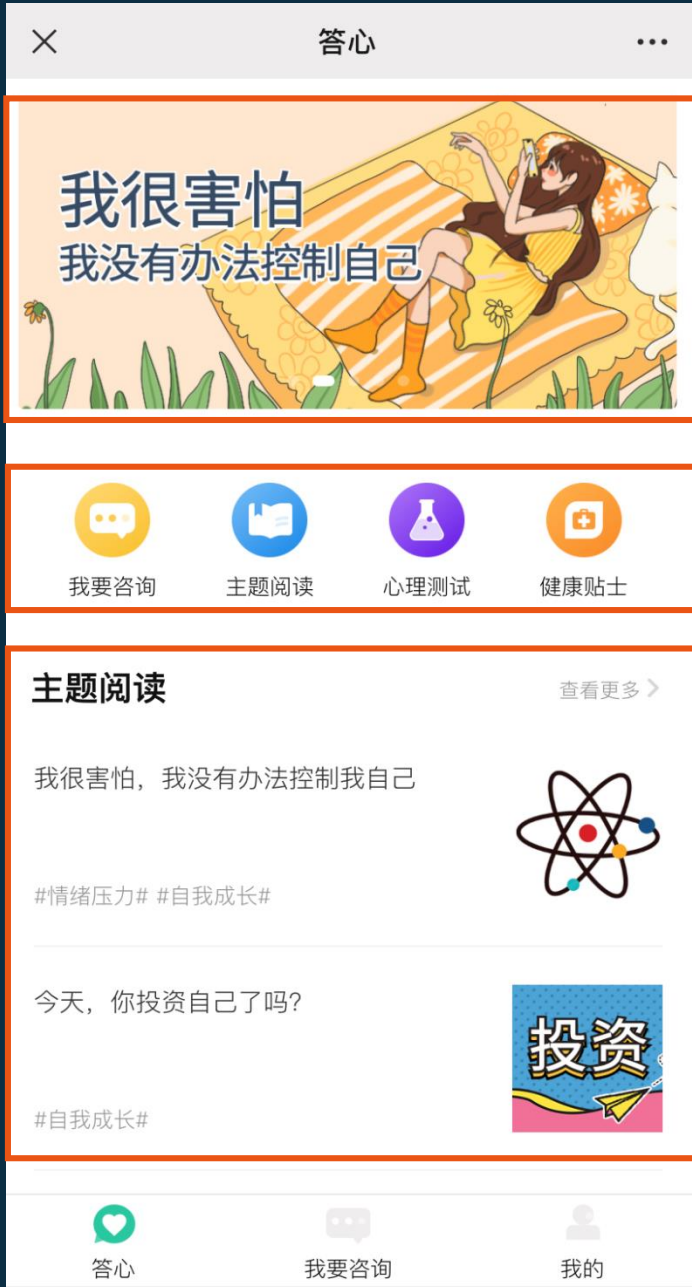 答心
我很害怕
我没有办法控制自己
我要咨询 主题阅读 心理测试 健康贴士
主题阅读 查看更多
我很害怕，我没有办法控制我自己
#情绪压力# #自我成长#
今天，你投资自己了吗？
投资
#自我成长#
答心 我要咨询 我的